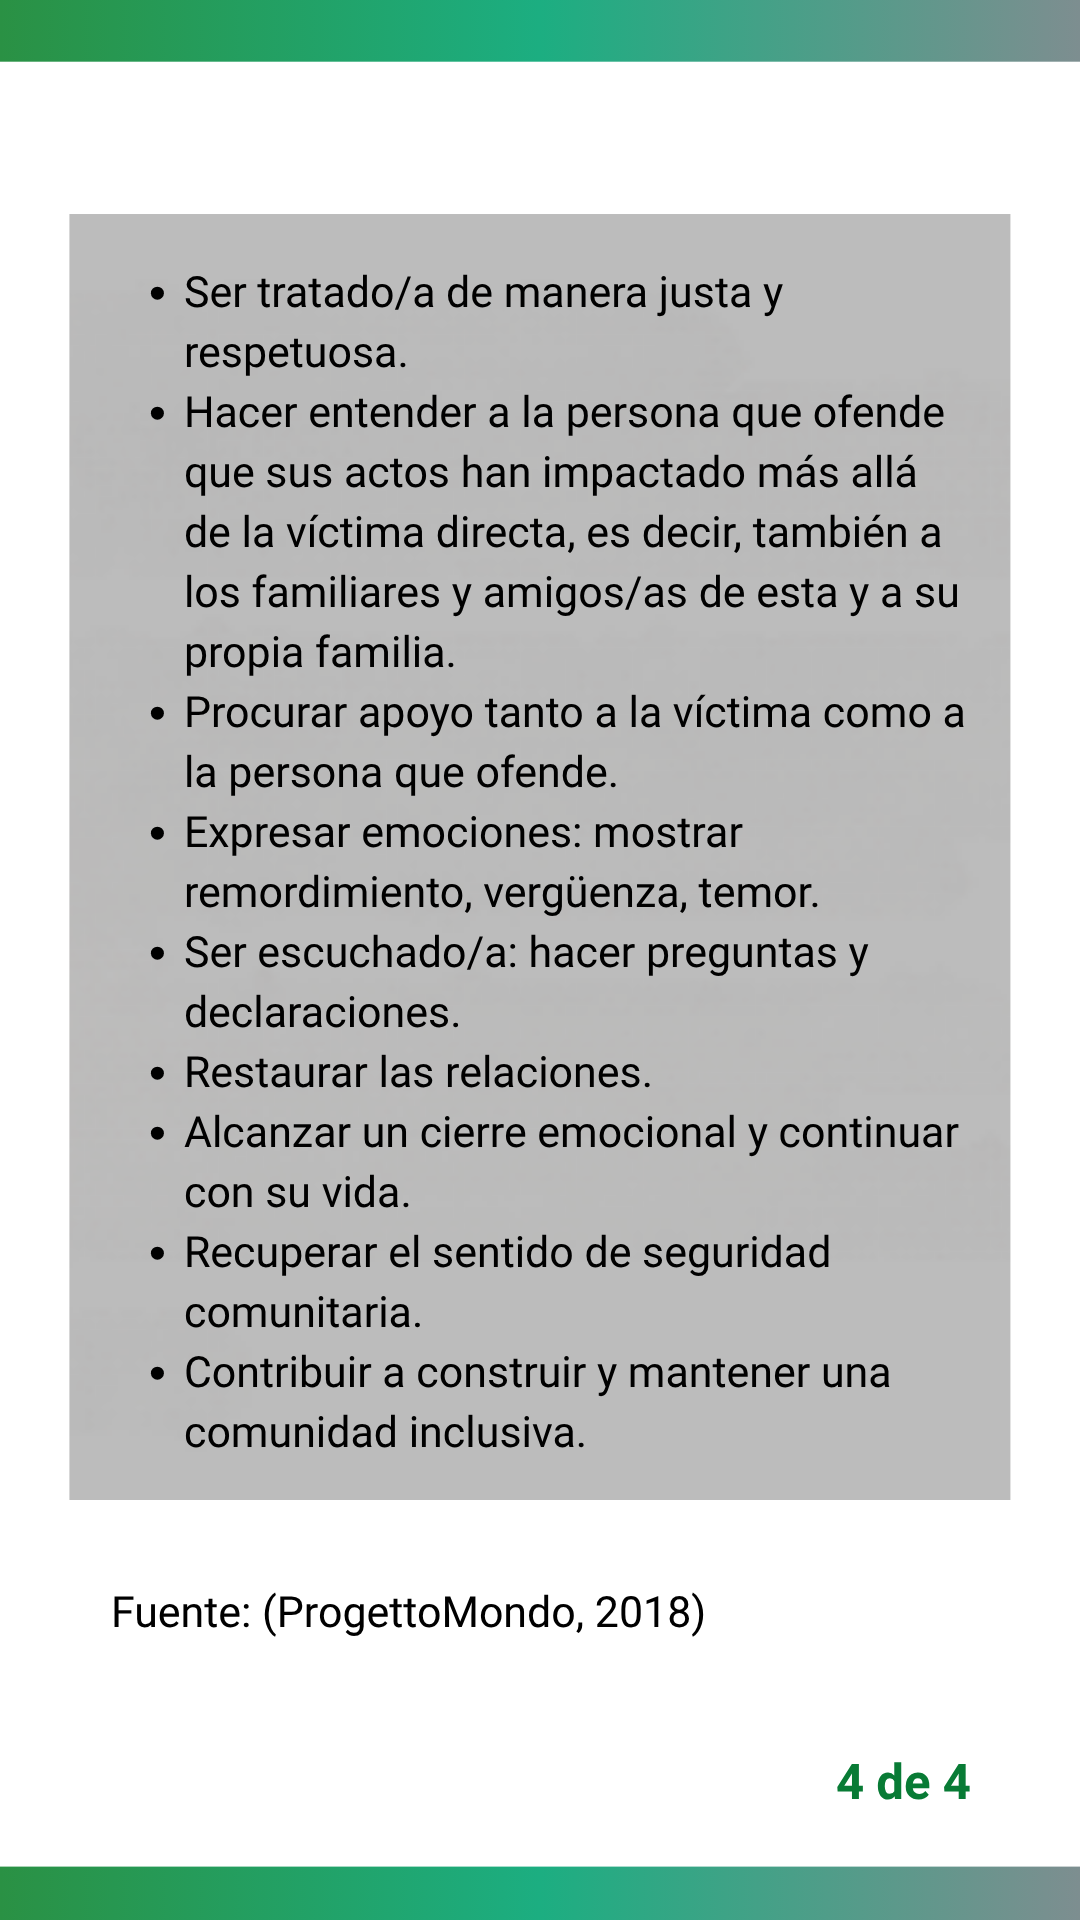 • Ser tratado/a de manera justa y
respetuosa.
• Hacer entender a la persona que ofende
que sus actos han impactado más allá
de la víctima directa, es decir, también a
los familiares y amigos/as de esta y a su
propia familia.
• Procurar apoyo tanto a la víctima como a
la persona que ofende.
• Expresar emociones: mostrar
remordimiento, vergüenza, temor.
• Ser escuchado/a: hacer preguntas y
declaraciones.
• Restaurar las relaciones.
• Alcanzar un cierre emocional y continuar
con su vida.
• Recuperar el sentido de seguridad
comunitaria.
• Contribuir a construir y mantener una
comunidad inclusiva.
Fuente: (ProgettoMondo, 2018)
4 de 4